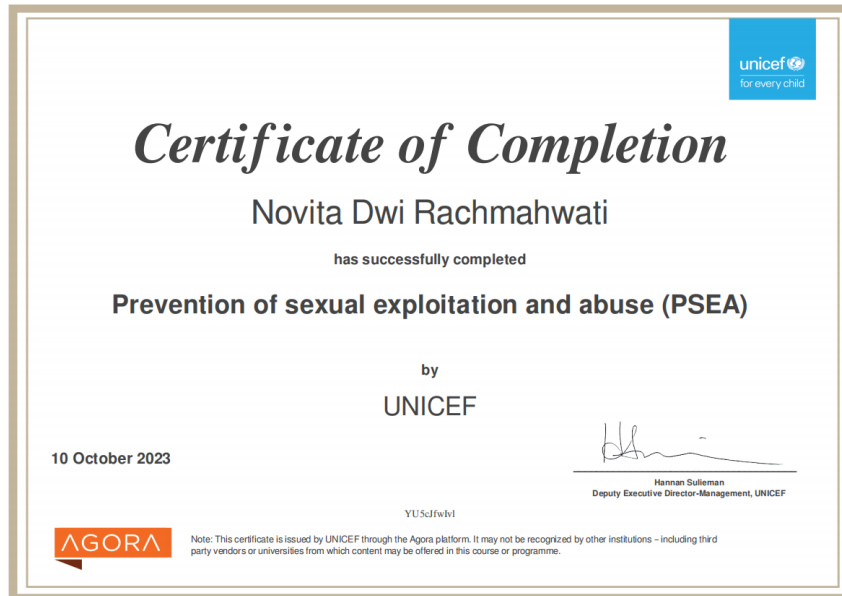 unicef
for every child
Certificate of Completion
Novita Dwi Rachmahwati
has successfully completed
Prevention of sexual exploitation and abuse (PSEA)
by
UNICEF
10 October 2023
Hannan Sulieman
Deputy Executive Director-Management, UNICEF
YU5cJfwlvl
AGORA
Note: This certificate is issued by UNICEF through the Agora platform. It may not be recognized by other institutions – including third
party vendors or universities from which content may be offered in this course or programme.